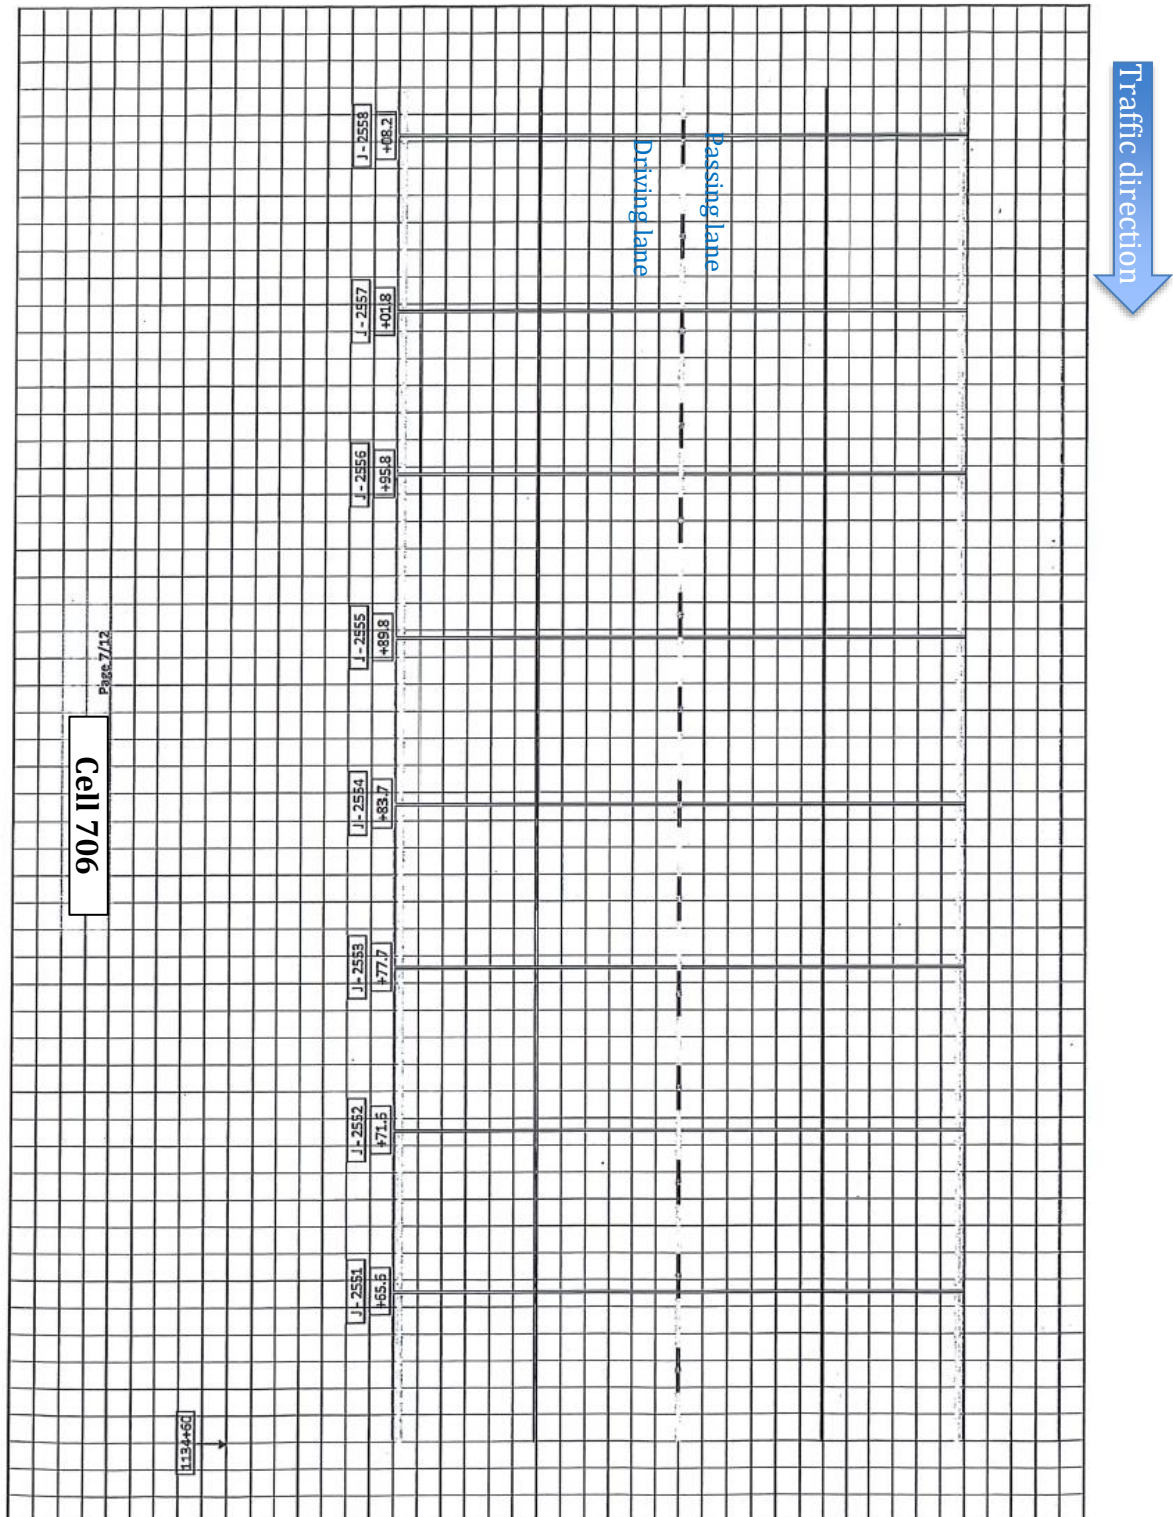 Traffic direction
J - 2558
+08.2
Passing lane
Driving lane
J - 2557
+01.8
J - 2556
+95.8
J - 2555
+89.8
J - 2554
+83.7
J - 2553
+77.7
J - 2552
+71.6
J - 2551
+65.6
1134+60
Page 7/12
Cell 706